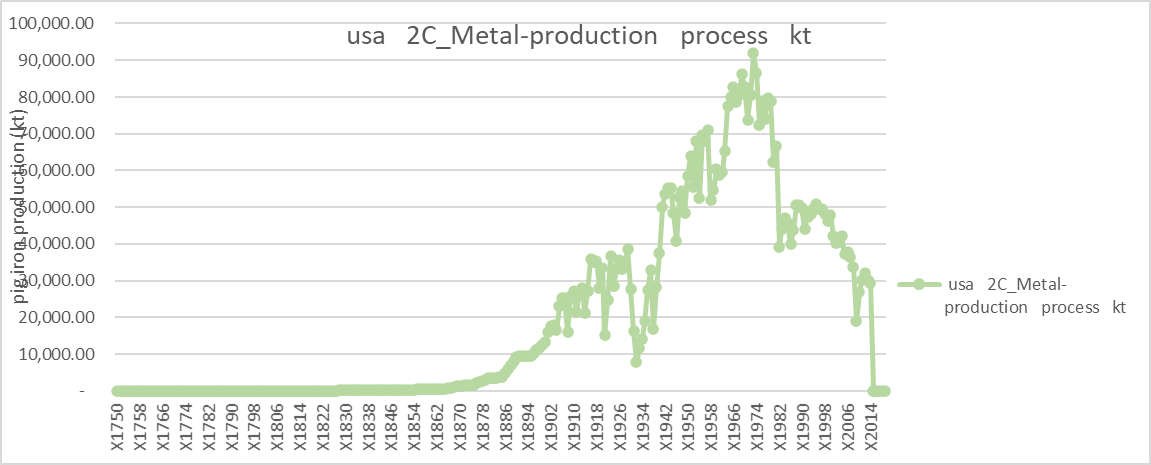 usa 2C_Metal-production process kt
pig iron production (kt)
100,000.00
90,000.00
80,000.00
70,000.00
60,000.00
50,000.00
40,000.00
30,000.00
20,000.00
10,000.00
-
X1750
X1758
X1766
X1774
X1782
X1790
X1798
X1806
X1814
X1822
X1830
X1838
X1846
X1854
X1862
X1870
X1878
X1886
X1894
X1902
X1910
X1918
X1926
X1934
X1942
X1950
X1958
X1966
X1974
X1982
X1990
X1998
X2006
X2014
usa 2C_Metal-
production process kt